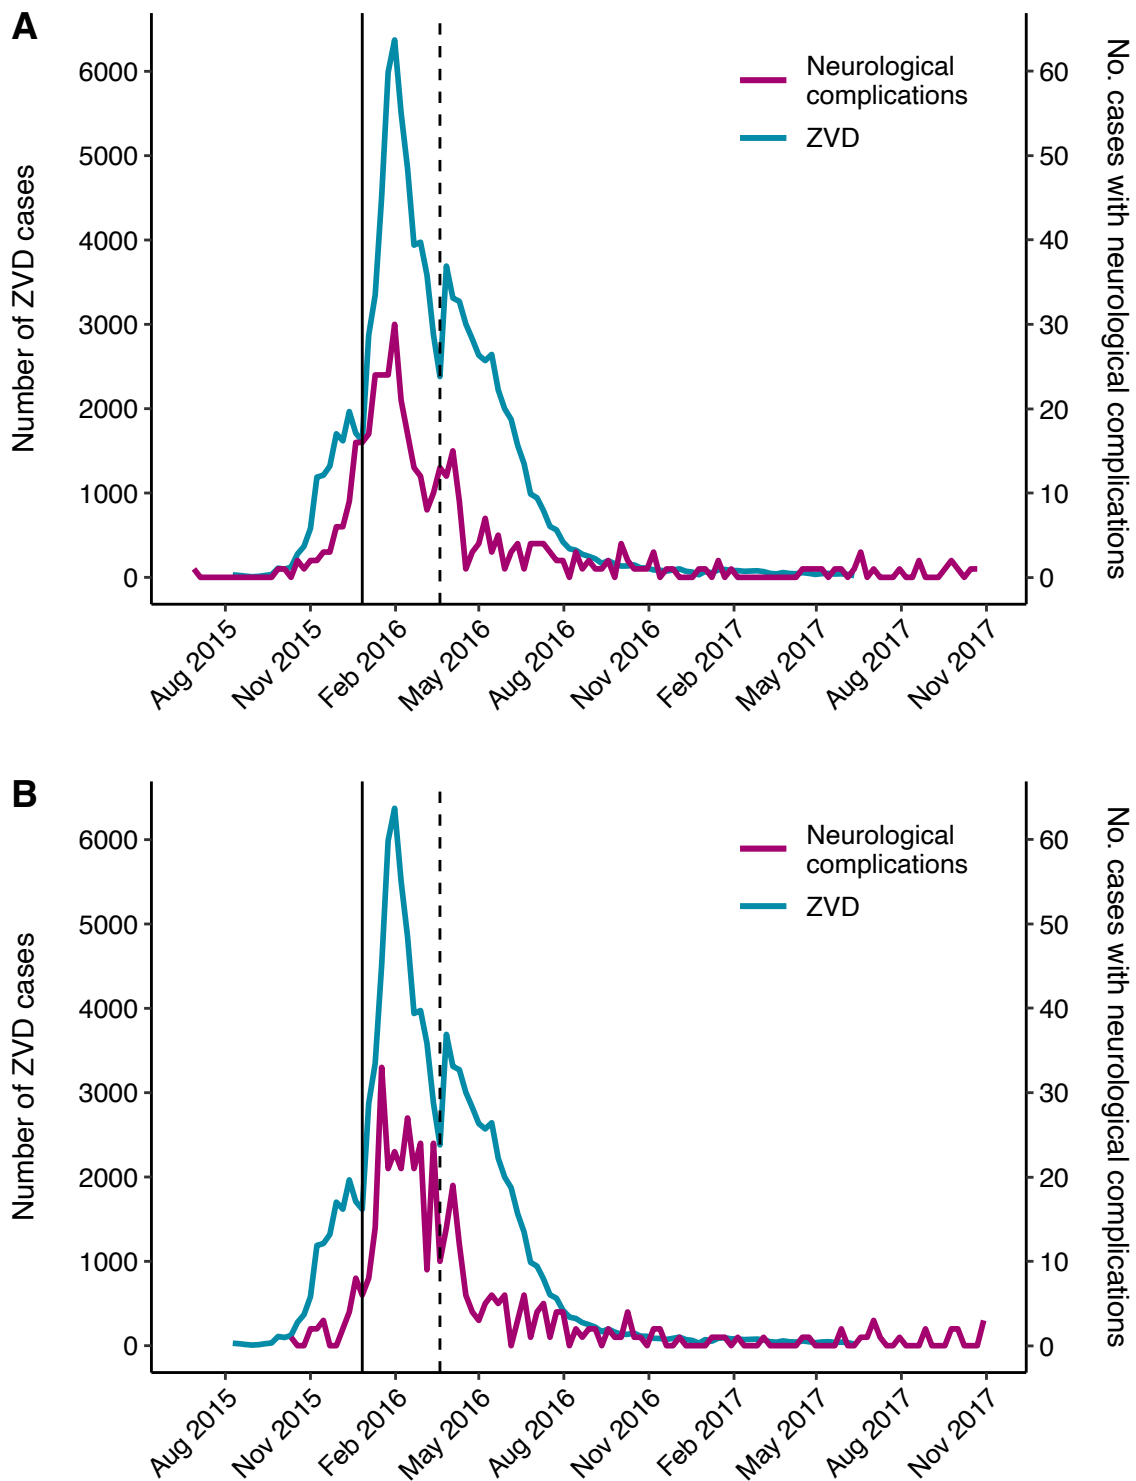 A
Number of ZVD cases
6000
5000
4000
3000
2000
1000
0
Neurological
complications
ZVD
60
50
40
30
20
10
0
No. cases with neurological complications
Aug 2015
Nov 2015
Feb 2016
May 2016
Aug 2016
Nov 2016
Feb 2017
May 2017
Aug 2017
Nov 2017
B
Number of ZVD cases
6000
5000
4000
3000
2000
1000
0
Neurological
complications
ZVD
60
50
40
30
20
10
0
No. cases with neurological complications
Aug 2015
Nov 2015
Feb 2016
May 2016
Aug 2016
Nov 2016
Feb 2017
May 2017
Aug 2017
Nov 2017